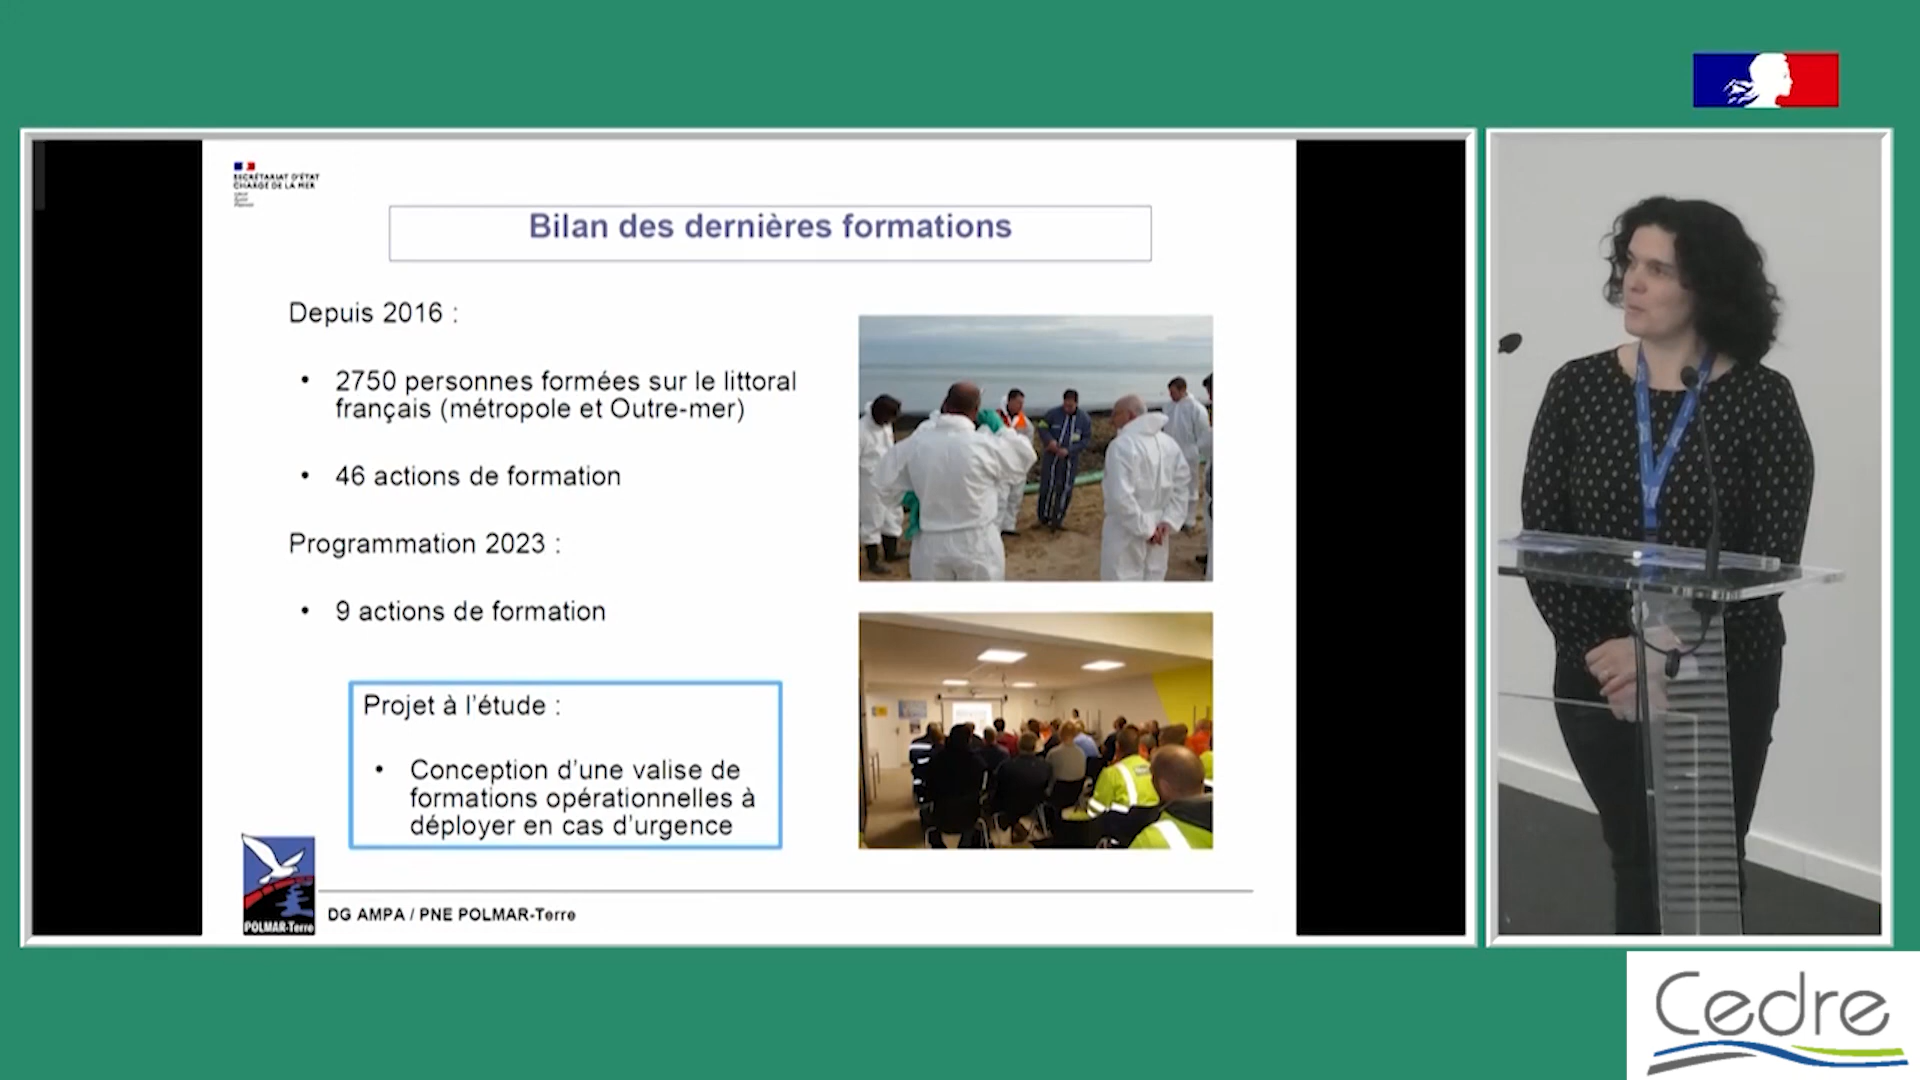 SECRÉTARIAT D'ÉTAT
CHARGÉ DE LA MER
Bilan des dernières formations
Depuis 2016 :
• 2750 personnes formées sur le littoral
français (métropole et Outre-mer)
• 46 actions de formation
Programmation 2023 :
• 9 actions de formation
Projet à l'étude :
• Conception d'une valise de
formations opérationnelles à
déployer en cas d'urgence
POLMAR-Terre
DG AMPA / PNE POLMAR-Terre
Cedre